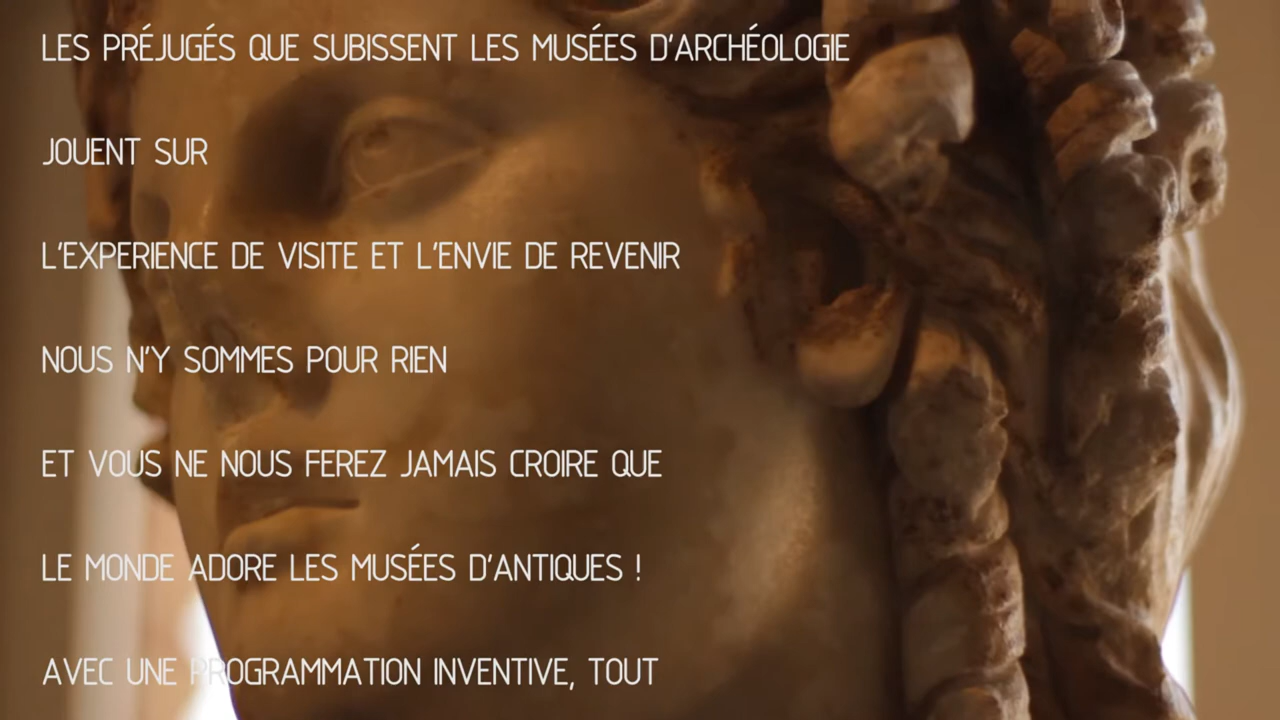 LES PRÉJUGÉS QUE SUBISSENT LES MUSÉES D'ARCHÉOLOGIE
JOUENT SUR
L'EXPERIENCE DE VISITE ET L'ENVIE DE REVENIR
NOUS N'Y SOMMES POUR RIEN
ET VOUS NE NOUS FEREZ JAMAIS CROIRE QUE
LE MONDE ADORE LES MUSÉES D'ANTIQUES !
AVEC UNE PROGRAMMATION INVENTIVE, TOUT